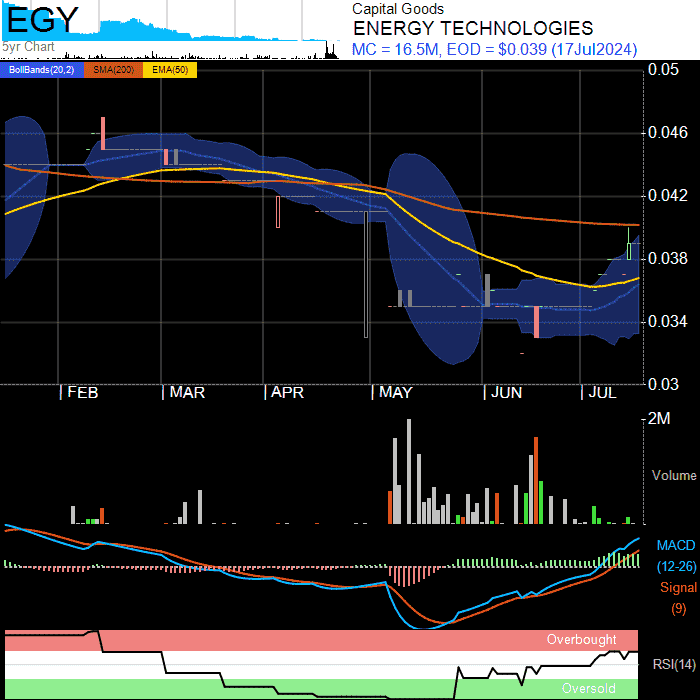 EGY
5yr Chart
Capital Goods
ENERGY TECHNOLOGIES
MC = 16.5M, EOD = $0.039 (17Jul2024)
BollBands(20,2) SMA(200) EMA(50)
0.05
0.046
0.042
0.038
0.034
0.03
FEB MAR APR MAY JUN JUL
2M
Volume
MACD
(12-26)
Signal
(9)
Overbought
RSI(14)
Oversold